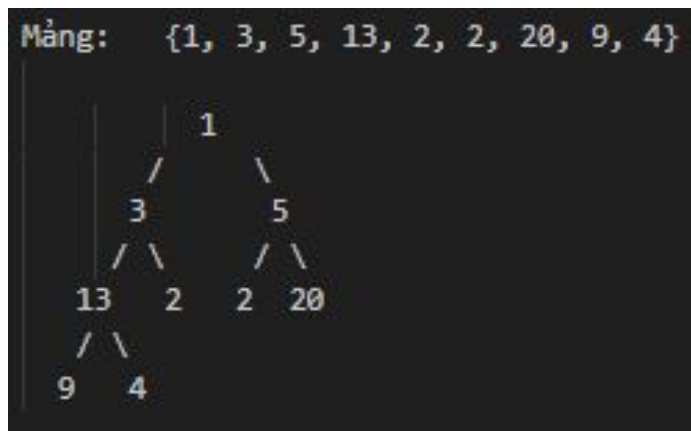 Mảng: {1, 3, 5, 13, 2, 2, 20, 9, 4}
1
/ \
3 5
/ \ / \
13 2 2 20
/ \
9 4